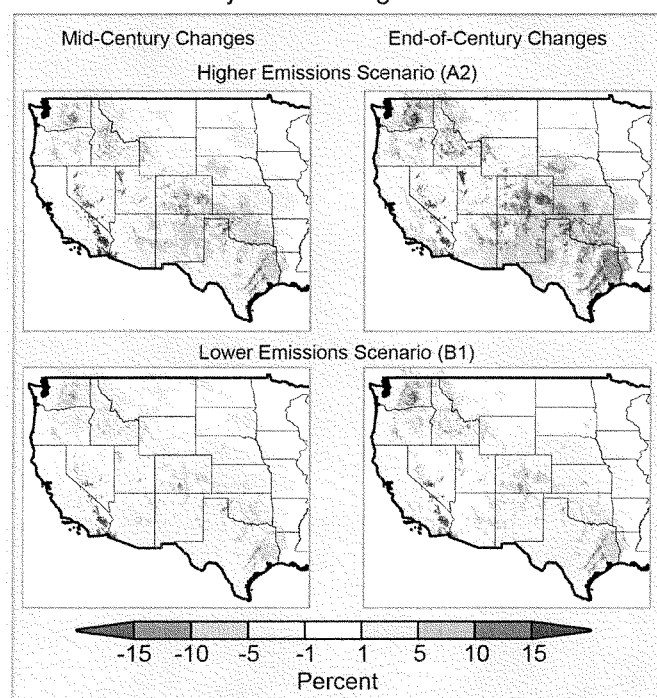 Mid-Century Changes End-of-Century Changes
Higher Emissions Scenario (A2)
Lower Emissions Scenario (B1)
-15 -10 -5 -1 1 5 10 15
Percent